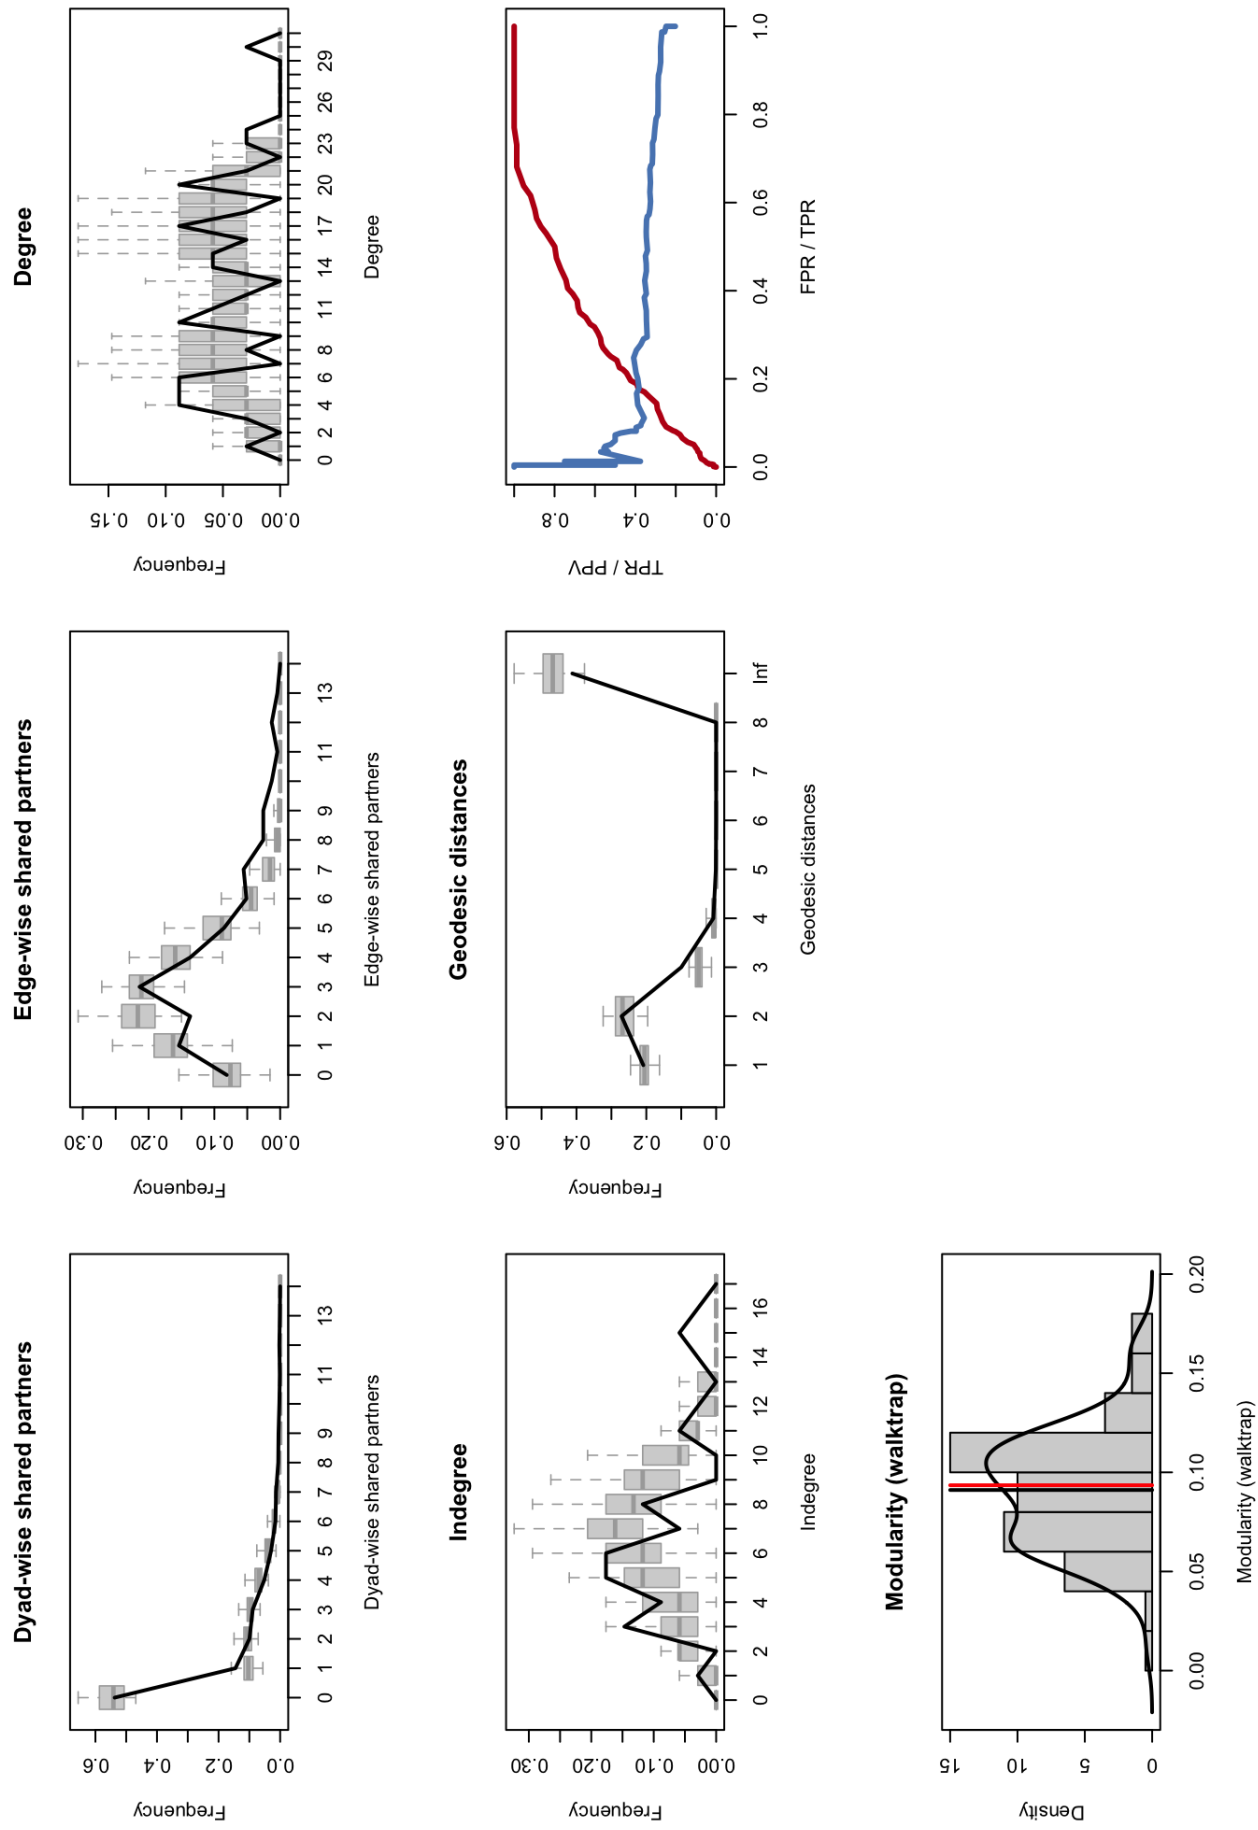 Dyad-wise shared partners
Frequency
0.0 0.2 0.4 0.6
0 1 2 3 4 5 6 7 8 9 11 13
Dyad-wise shared partners
Edge-wise shared partners
Frequency
0.00 0.10 0.20 0.30
0 1 2 3 4 5 6 7 8 9 11 13
Edge-wise shared partners
Degree
Frequency
0.00 0.05 0.10 0.15
0 2 4 6 8 11 14 17 20 23 26 29
Degree
Indegree
Frequency
0.00 0.10 0.20 0.30
0 2 4 6 8 10 12 14 16
Indegree
Geodesic distances
Frequency
0.0 0.2 0.4 0.6
1 2 3 4 5 6 7 8 Inf
Geodesic distances
TPR / PPV
0.0 0.4 0.8
0.0 0.2 0.4 0.6 0.8 1.0
FPR / TPR
Modularity (walktrap)
Density
0 5 10 15
0.00 0.05 0.10 0.15 0.20
Modularity (walktrap)